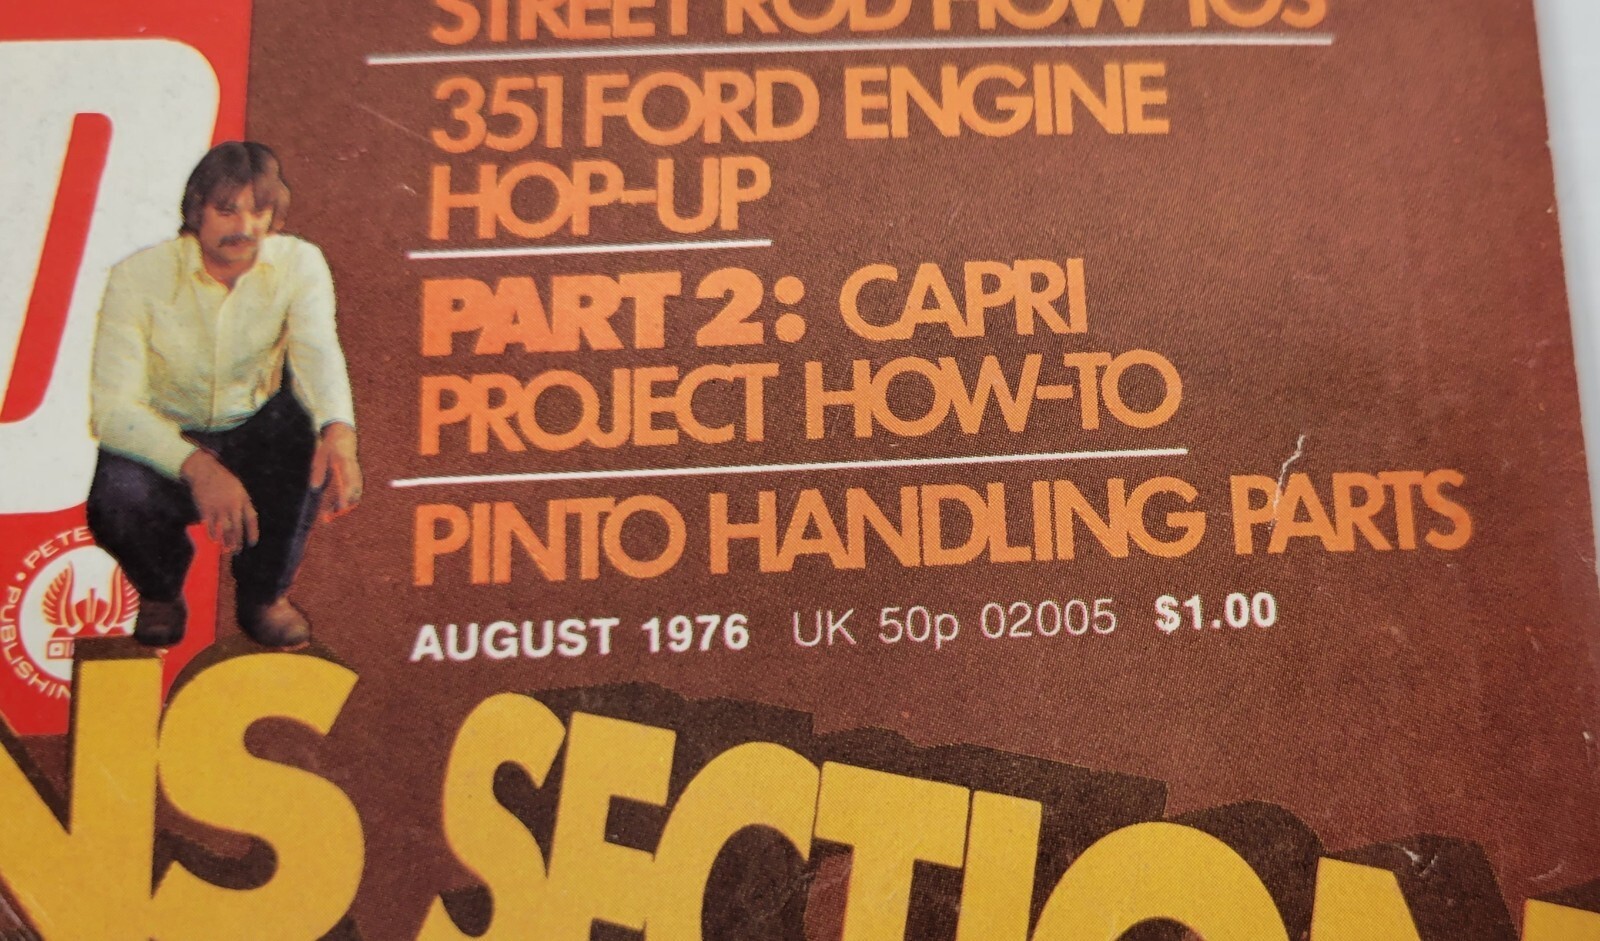 STREET ROD HOW TOS
351 FORD ENGINE
HOP-UP
PART 2: CAPRI
PROJECT HOW-TO
PINTO HANDLING PARTS
AUGUST 1976 UK 50p 02005 $1.00
SECTION